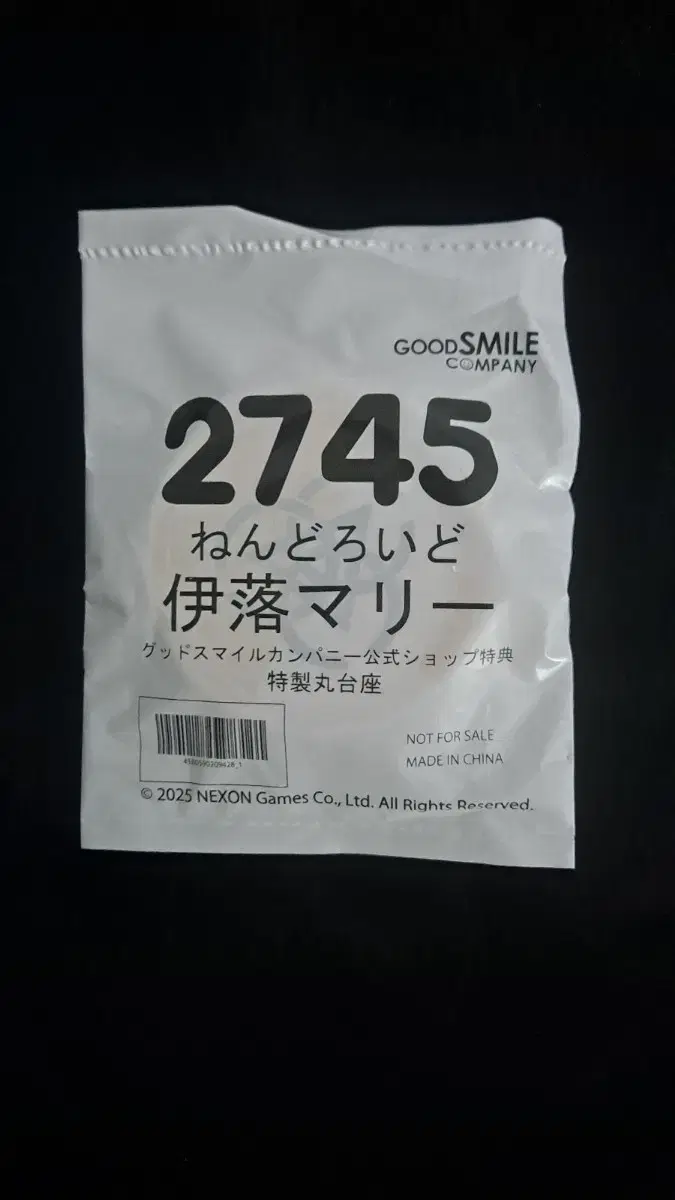 GOODSMILE
COMPANY
2745
ねんどろいど
伊落マリー
グッドスマイルカンパニー公式ショップ特典
特製丸台座
NOT FOR SALE
MADE IN CHINA
© 2025 NEXON Games Co., Ltd. All Rights Reserved.